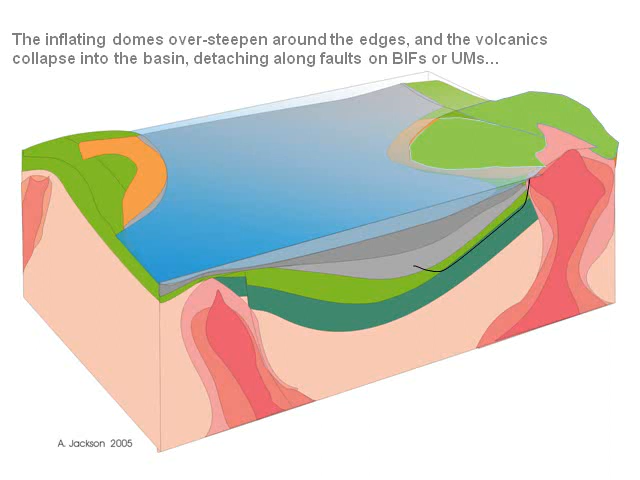 The inflating domes over-steepen around the edges, and the volcanics
collapse into the basin, detaching along faults on BIFs or UMs...
A. Jackson 2005